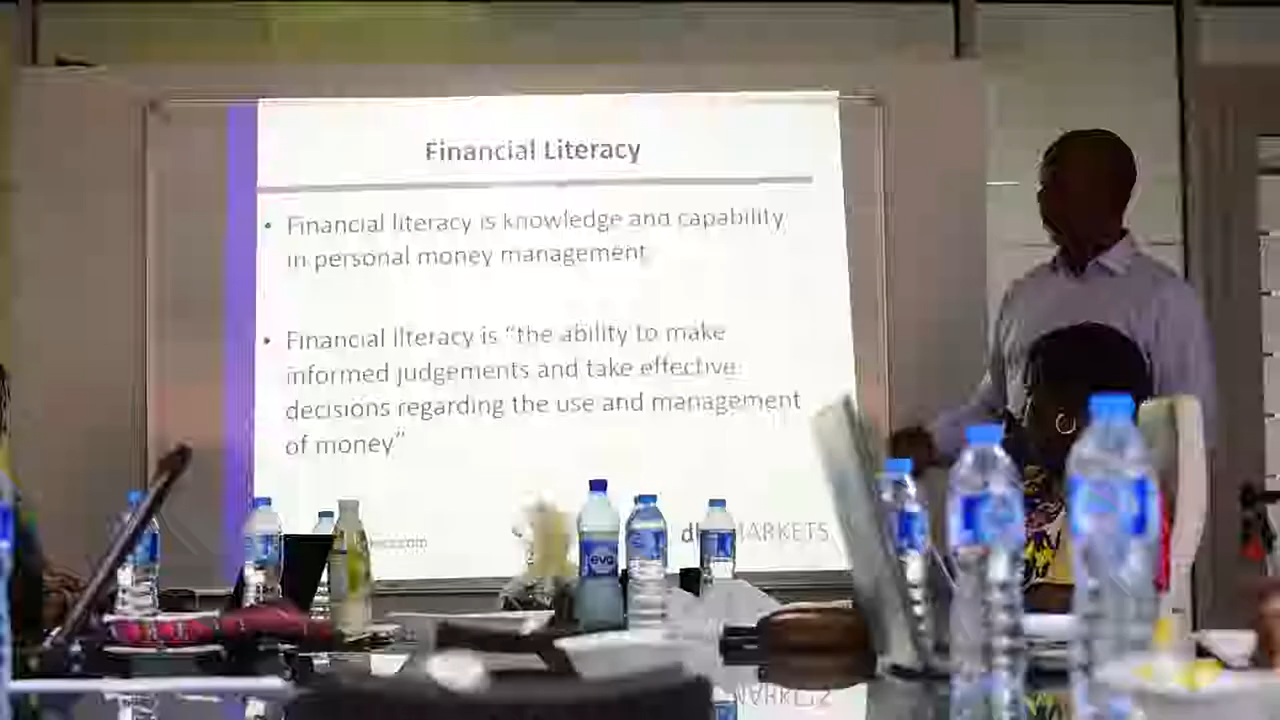 Financial Literacy
• Financial literacy is knowledge and capability
in personal money management
• Financial literacy is “the ability to make
informed judgements and take effective
decisions regarding the use and management
of money”
MARKETS
eva